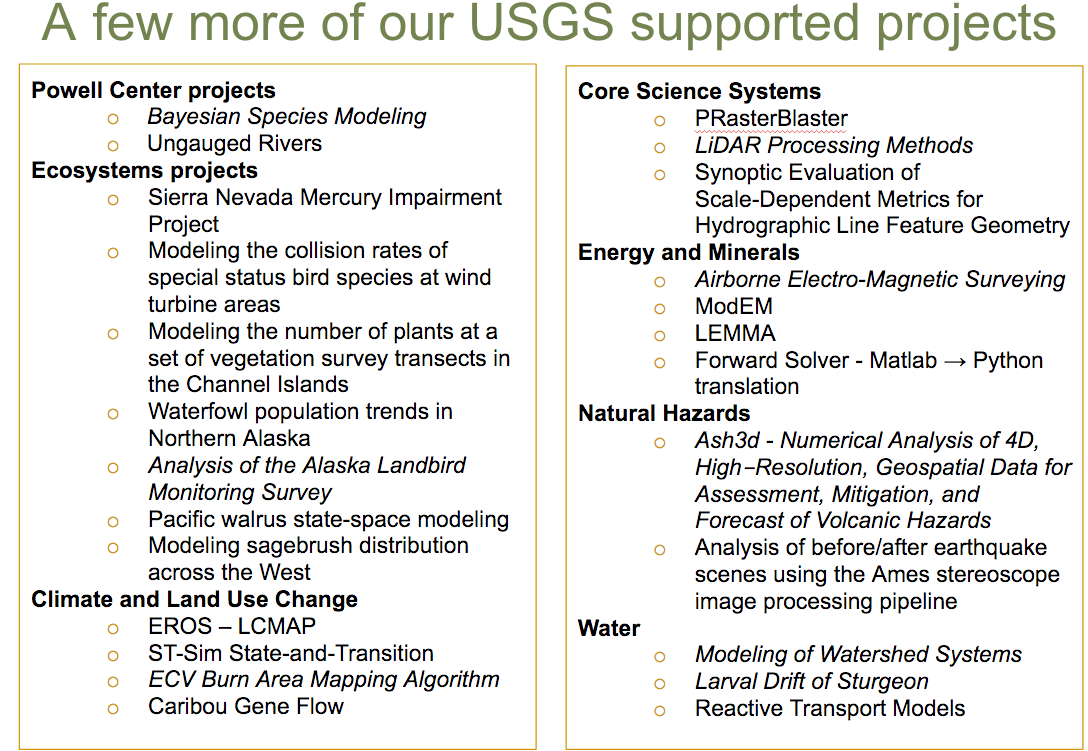 A few more of our USGS supported projects
Powell Center projects
Bayesian Species Modeling
Ungauged Rivers
Ecosystems projects
Sierra Nevada Mercury Impairment
Project
Modeling the collision rates of
special status bird species at wind
turbine areas
Modeling the number of plants at a
set of vegetation survey transects in
the Channel Islands
Waterfowl population trends in
Northern Alaska
Analysis of the Alaska Landbird
Monitoring Survey
Pacific walrus state-space modeling
Modeling sagebrush distribution
across the West
Climate and Land Use Change
EROS – LCMAP
ST-Sim State-and-Transition
ECV Burn Area Mapping Algorithm
Caribou Gene Flow
Core Science Systems
PRasterBlaster
LiDAR Processing Methods
Synoptic Evaluation of
Scale-Dependent Metrics for
Hydrographic Line Feature Geometry
Energy and Minerals
Airborne Electro-Magnetic Surveying
ModEM
LEMMA
Forward Solver - Matlab → Python
translation
Natural Hazards
Ash3d - Numerical Analysis of 4D,
High–Resolution, Geospatial Data for
Assessment, Mitigation, and
Forecast of Volcanic Hazards
Analysis of before/after earthquake
scenes using the Ames stereoscope
image processing pipeline
Water
Modeling of Watershed Systems
Larval Drift of Sturgeon
Reactive Transport Models